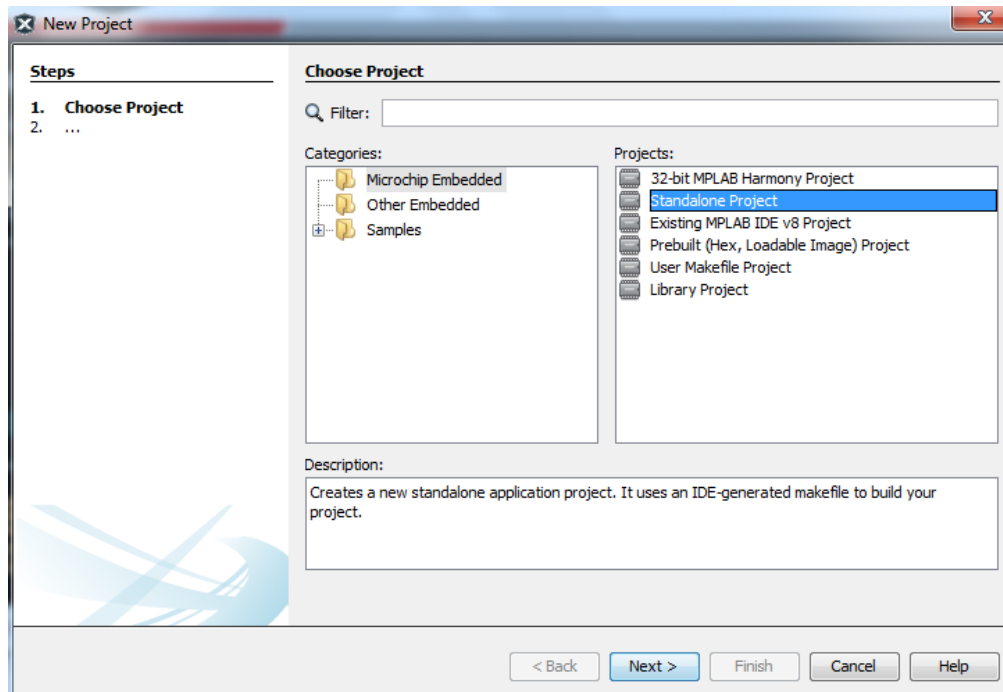 New Project
Steps
1. Choose Project
2. ...
Choose Project
Filter:
Categories:
Microchip Embedded
Other Embedded
Samples
Projects:
32-bit MPLAB Harmony Project
Standalone Project
Existing MPLAB IDE v8 Project
Prebuilt (Hex, Loadable Image) Project
User Makefile Project
Library Project
Description:
Creates a new standalone application project. It uses an IDE-generated makefile to build your
project.
< Back
Next >
Finish
Cancel
Help